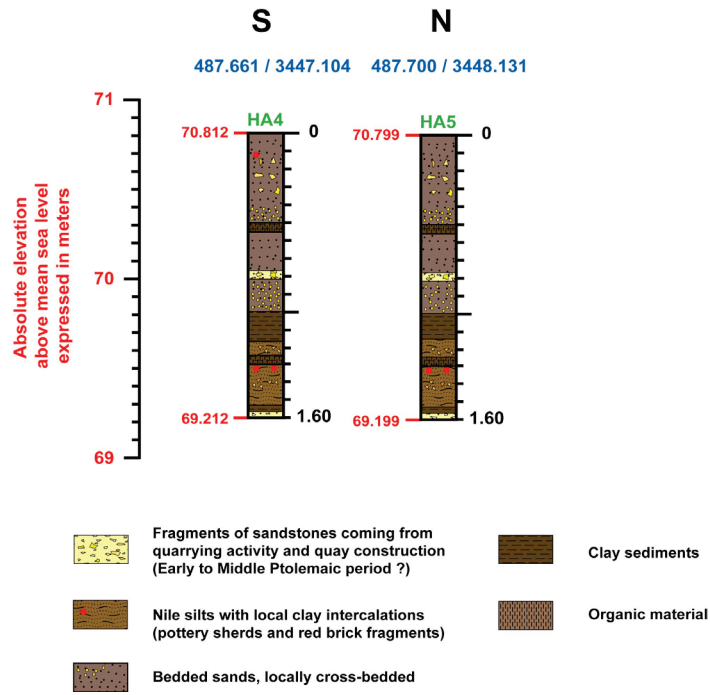 S N
487.661 / 3447.104 487.700 / 3448.131
71
HA4 HA5
70.812 0 70.799 0
70
Absolute elevation
above mean sea level
expressed in meters
69.212 1.60 69.199 1.60
69
Fragments of sandstones coming from
quarrying activity and quay construction
(Early to Middle Ptolemaic period ?)
Clay sediments
Nile silts with local clay intercalations
(pottery sherds and red brick fragments)
Organic material
Bedded sands, locally cross-bedded